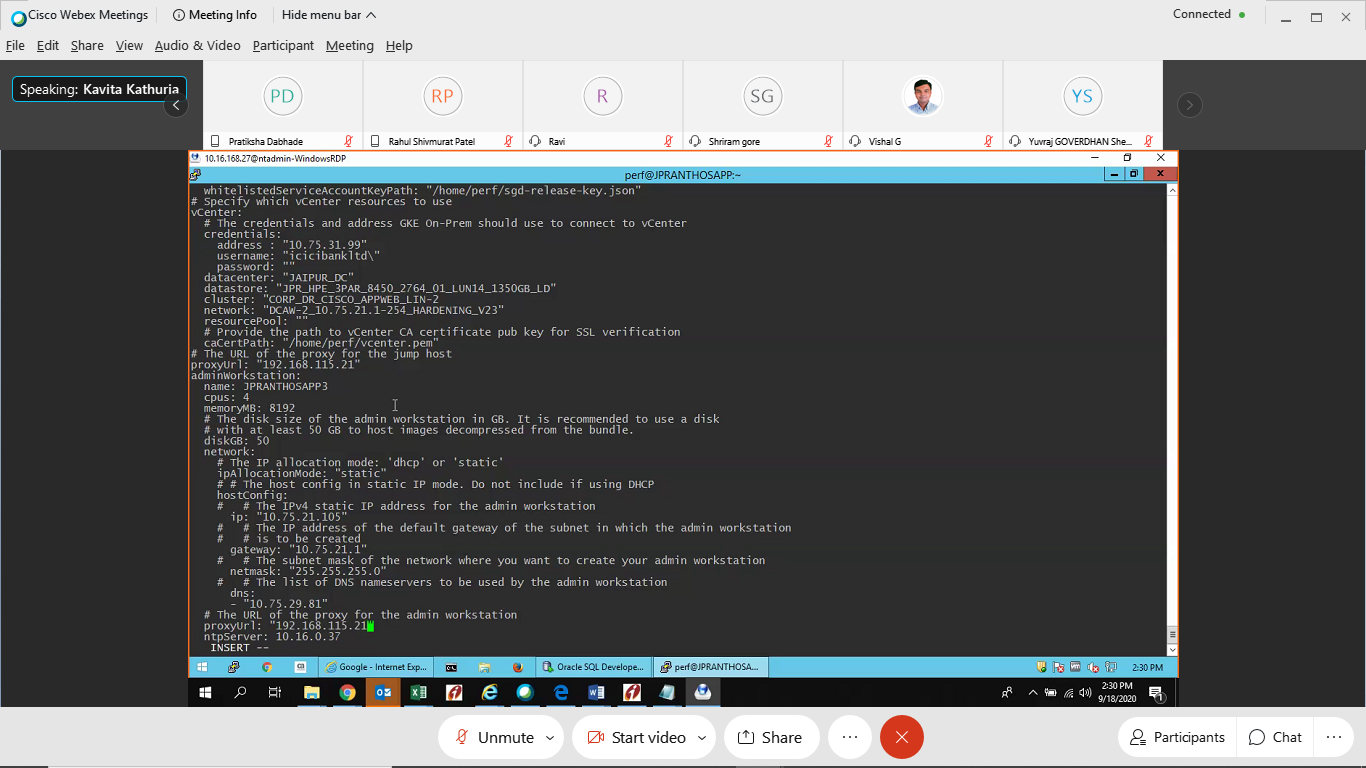 Cisco Webex Meetings
Meeting Info
Hide menu bar
Connected
File Edit Share View Audio & Video Participant Meeting Help
Speaking: Kavita Kathuria
PD
RP
R
SG
YS
Pratiksha Dabhade
Rahul Shivmurat Patel
Ravi
Shriram gore
Vishal G
Yuvraj GOVERDHAN She...
10.16.168.27@ntadmin-WindowsRDP
perf@JPRANTHOSAPP:~
whitelistedServiceAccountKeyPath: "/home/perf/sgd-release-key.json"
# Specify which vCenter resources to use
vCenter:
# The credentials and address GKE On-Prem should use to connect to vCenter
credentials:
address : "10.75.31.99"
username: "icicibankltd\"
password: ""
datacenter: "JAIPUR_DC"
datastore: "JPR_HPE_3PAR_8450_2764_01_LUN14_1350GB_LD"
cluster: "CORP_DR_CISCO_APPWEB_LIN-2
network: "DCAW-2_10.75.21.1-254_HARDENING_V23"
resourcePool: ""
# Provide the path to vCenter CA certificate pub key for SSL verification
caCertPath: "/home/perf/vcenter.pem"
# The URL of the proxy for the jump host
proxyUrl: "192.168.115.21"
adminWorkstation:
name: JPRANTHOSAPP3
cpus: 4
memoryMB: 8192
# The disk size of the admin workstation in GB. It is recommended to use a disk
# with at least 50 GB to host images decompressed from the bundle.
diskGB: 50
network:
# The IP allocation mode: 'dhcp' or 'static'
ipAllocationMode: "static"
# # The host config in static IP mode. Do not include if using DHCP
hostConfig:
# # The IPv4 static IP address for the admin workstation
ip: "10.75.21.105"
# # The IP address of the default gateway of the subnet in which the admin workstation
# # is to be created
gateway: "10.75.21.1"
# # The subnet mask of the network where you want to create your admin workstation
netmask: "255.255.255.0"
# # The list of DNS nameservers to be used by the admin workstation
dns:
- "10.75.29.81"
# The URL of the proxy for the admin workstation
proxyUrl: "192.168.115.21"
ntpServer: 10.16.0.37
INSERT --
Google - Internet Exp...
Oracle SQL Develope...
perf@JPRANTHOSA...
2:30 PM
2:30 PM
9/18/2020
1
Unmute
Start video
Share
Participants
Chat